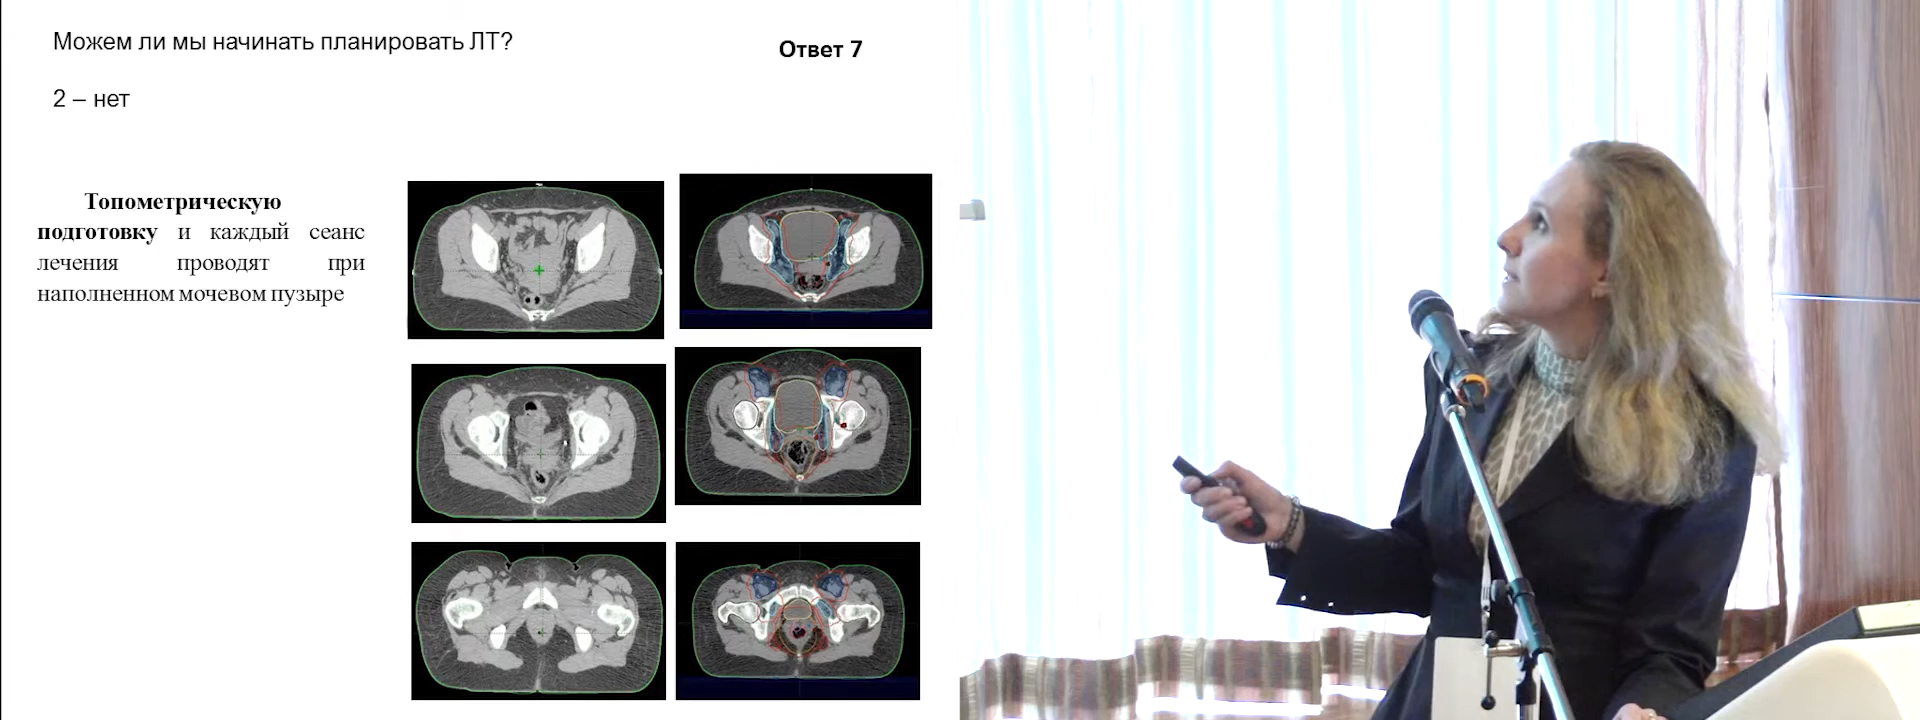 Можем ли мы начинать планировать ЛТ?
Ответ 7
2 – нет
Топометрическую
подготовку и каждый сеанс
лечения проводят при
наполненном мочевом пузыре